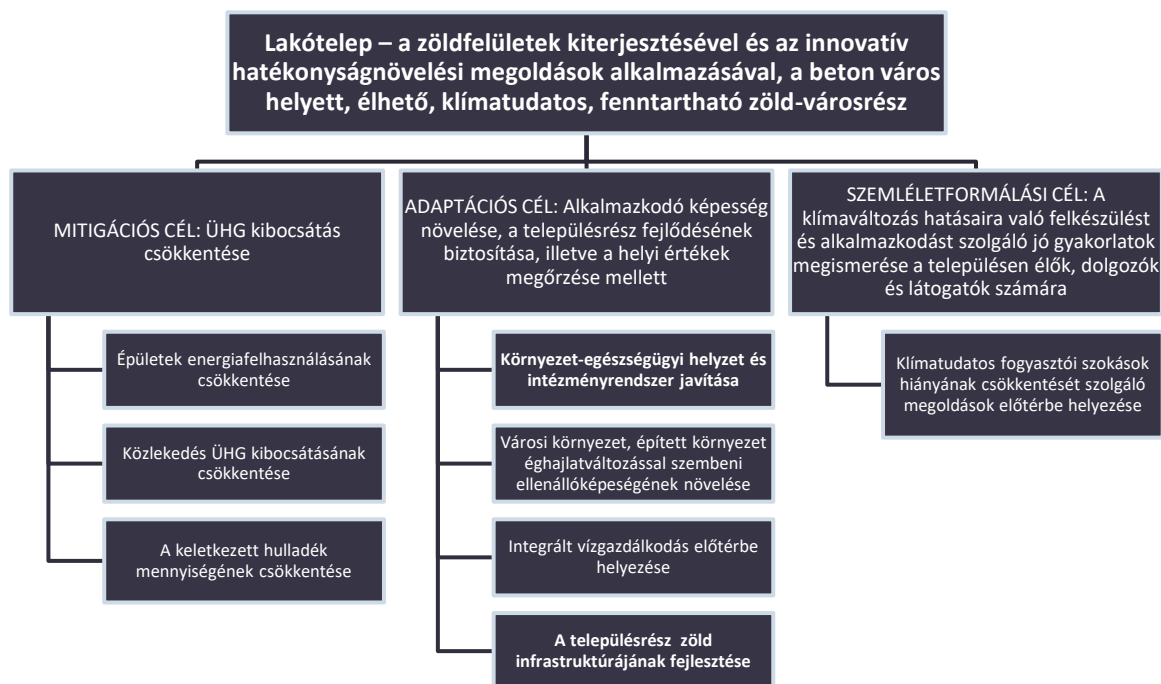 Lakótelep – a zöldfelületek kiterjesztésével és az innovatív
hatékonyságnövelési megoldások alkalmazásával, a beton város
helyett, élhető, klímatudatos, fenntartható zöld-városrész
MITIGÁCIÓS CÉL: ÜHG kibocsátás
csökkentése
Épületek energiafelhasználásának
csökkentése
Közlekedés ÜHG kibocsátásának
csökkentése
A keletkezett hulladék
mennyiségének csökkentése
ADAPTÁCIÓS CÉL: Alkalmazkodó képesség
növelése, a településrész fejlődésének
biztosítása, illetve a helyi értékek
megőrzése mellett
Környezet-egészségügyi helyzet és
intézményrendszer javítása
Városi környezet, épített környezet
éghajlatváltozással szembeni
ellenállóképeségének növelése
Integrált vízgazdálkodás előtérbe
helyezése
A településrész zöld
infrastruktúrájának fejlesztése
SZEMLÉLETFORMÁLÁSI CÉL: A
klímaváltozás hatásaira való felkészülést
és alkalmazkodást szolgáló jó gyakorlatok
megismerése a településen élők, dolgozók
és látogatók számára
Klímatudatos fogyasztói szokások
hiányának csökkentését szolgáló
megoldások előtérbe helyezése